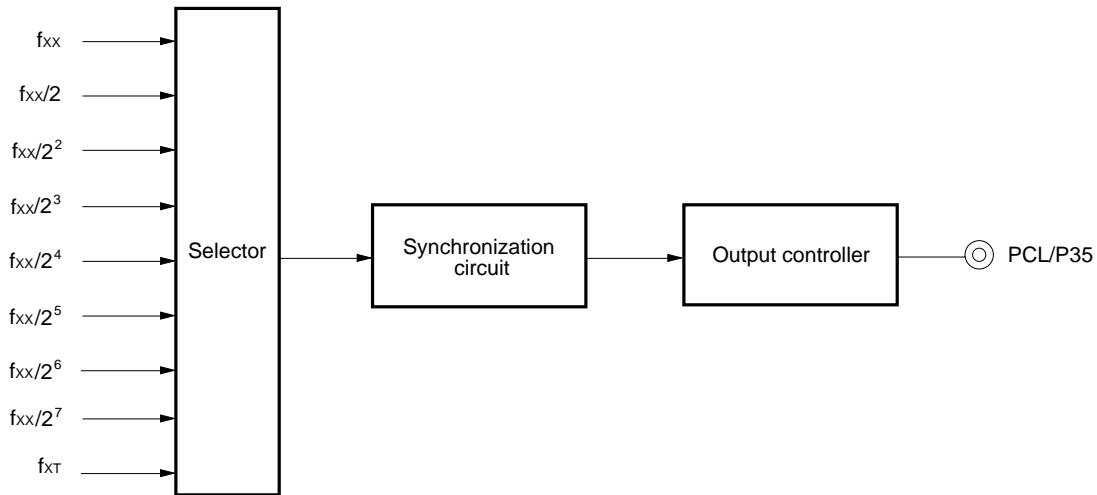 fXX
fXX/2
fXX/2²
fXX/2³
fXX/2⁴
fXX/2⁵
fXX/2⁶
fXX/2⁷
fXT
Selector
Synchronization
circuit
Output controller
PCL/P35